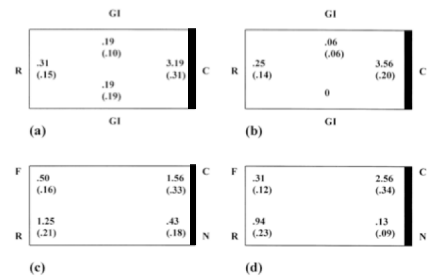 GI
.19
(.10)
R .31 3.19 C
(.15) (.31)
.19
(.19)
GI
(a)
GI
.06
(.06)
R .25 3.56 C
(.14) (.20)
0
GI
(b)
F .50 1.56 C
(.16) (.33)
1.25 .43
R (.21) (.18) N
(c)
F .31 2.56 C
(.12) (.34)
.94 .13
R (.23) (.09) N
(d)